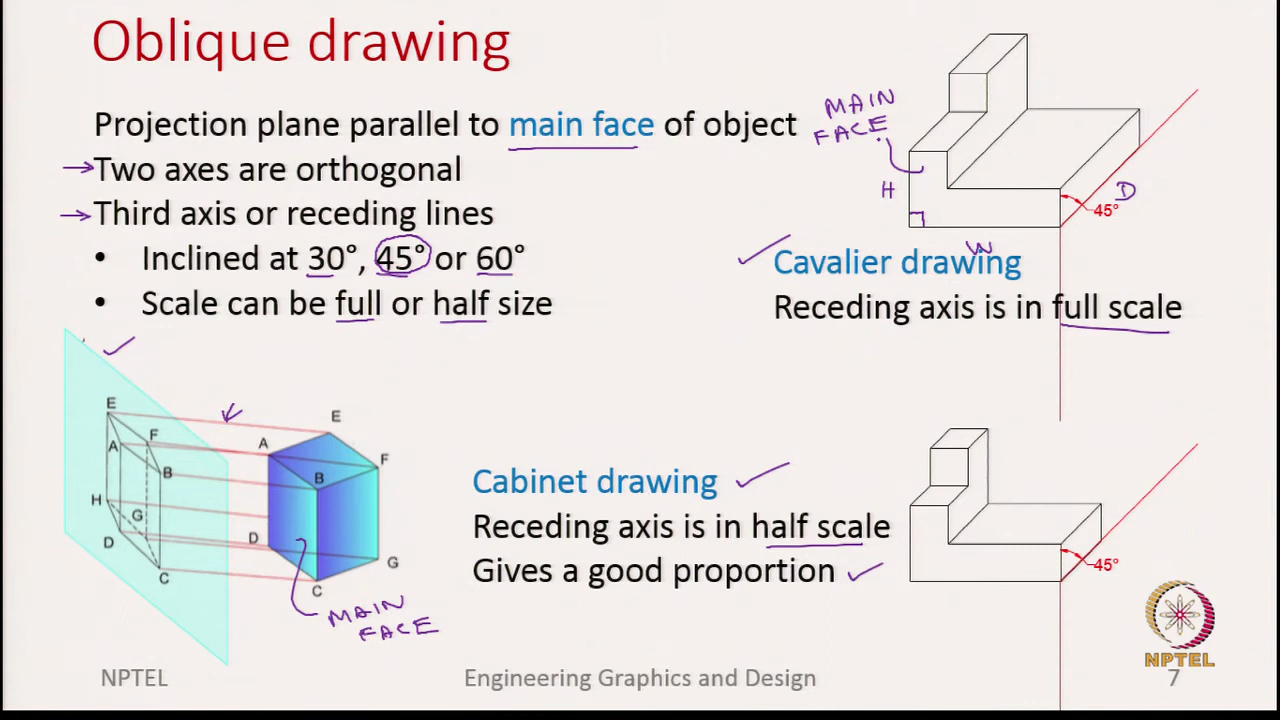 Oblique drawing
Projection plane parallel to main face of object
→Two axes are orthogonal
→Third axis or receding lines
• Inclined at 30°, 45° or 60°
• Scale can be full or half size
MAIN
FACE
H
D
45°
W
Cavalier drawing
Receding axis is in full scale
E
F
A
B
H
G
D
C
E
A
F
B
D
G
C
MAIN
FACE
Cabinet drawing
Receding axis is in half scale
Gives a good proportion
45°
NPTEL
NPTEL
Engineering Graphics and Design
7